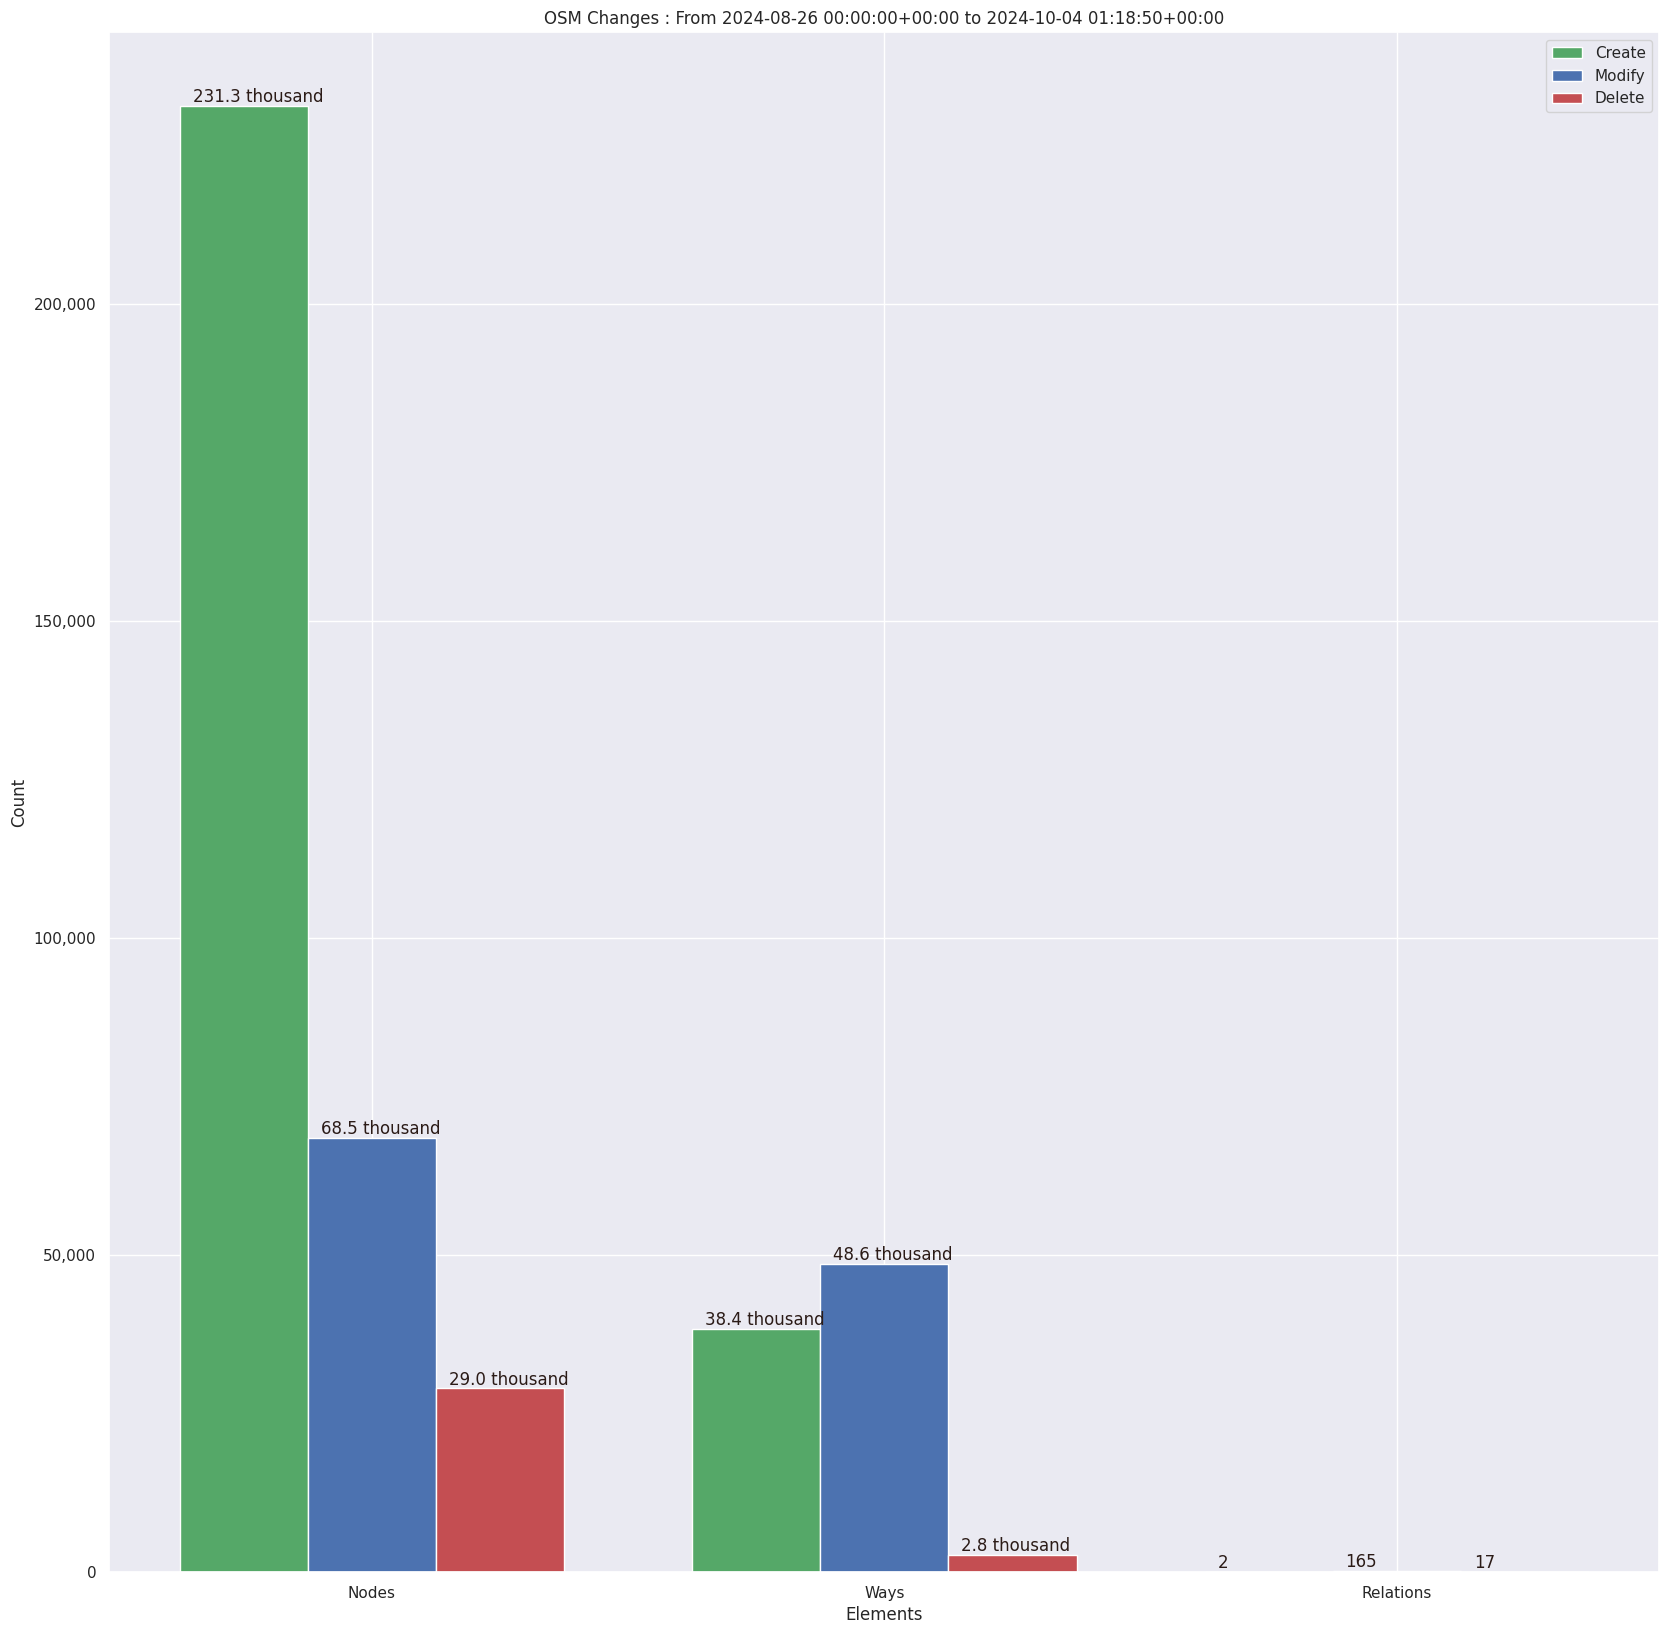 OSM Changes : From 2024-08-26 00:00:00+00:00 to 2024-10-04 01:18:50+00:00
Create
Modify
Delete
231.3 thousand
200,000
150,000
Count
100,000
68.5 thousand
50,000
48.6 thousand
38.4 thousand
29.0 thousand
2.8 thousand
2
165
17
0
Nodes
Ways
Relations
Elements